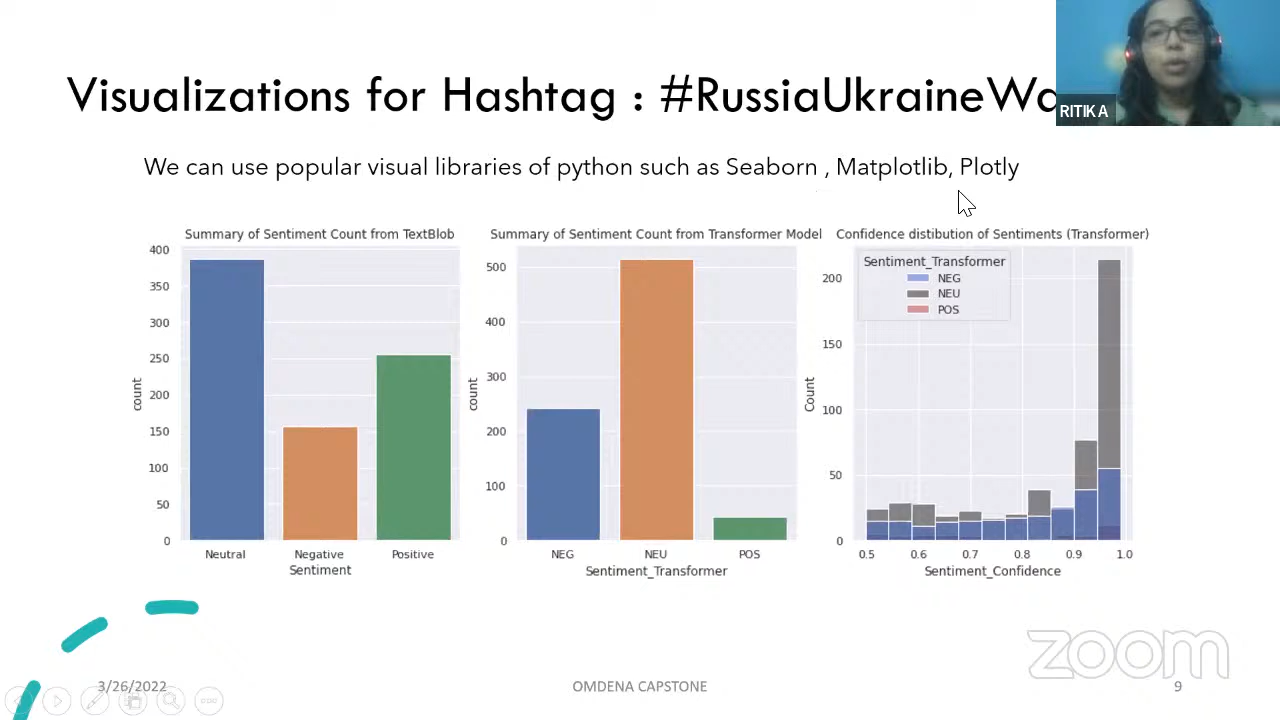 Visualizations for Hashtag : #RussiaUkraineWa
RITIKA
We can use popular visual libraries of python such as Seaborn , Matplotlib, Plotly
Summary of Sentiment Count from TextBlob
400
350
300
250
200
150
100
50
0
count
Neutral Negative Positive
Sentiment
Summary of Sentiment Count from Transformer Model
500
400
300
200
100
0
count
NEG NEU POS
Sentiment_Transformer
Confidence distibution of Sentiments (Transformer)
Sentiment_Transformer
NEG
NEU
POS
200
150
100
50
0
Count
0.5 0.6 0.7 0.8 0.9 1.0
Sentiment_Confidence
zoom
3/26/2022
OMDENA CAPSTONE
9